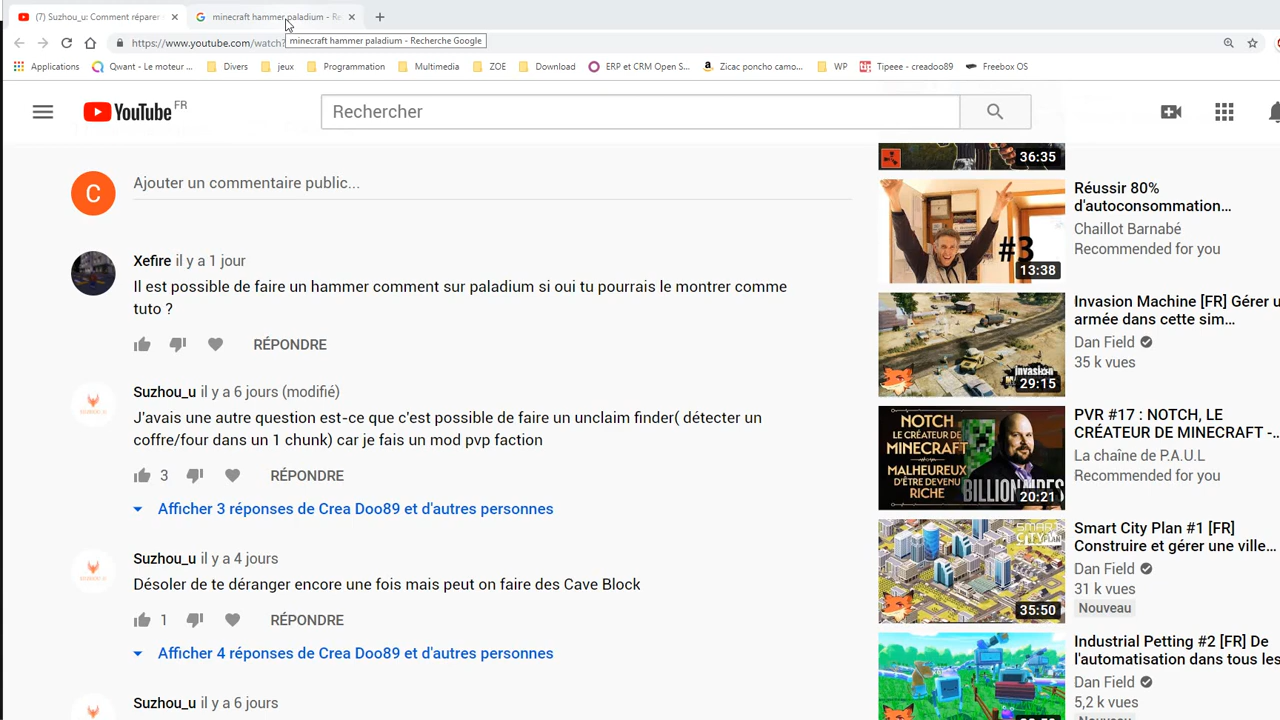 (7) Suzhou_u: Comment réparer
minecraft hammer paladium - Re
https://www.youtube.com/watch?
minecraft hammer paladium - Recherche Google
Applications
Qwant - Le moteur ...
Divers
jeux
Programmation
Multimedia
ZOE
Download
ERP et CRM Open S...
Zicac poncho camo...
WP
Tipeee - creadoo89
Freebox OS
YouTube FR
Rechercher
C
Ajouter un commentaire public...
Xefire il y a 1 jour
Il est possible de faire un hammer comment sur paladium si oui tu pourrais le montrer comme
tuto ?
RÉPONDRE
Suzhou_u il y a 6 jours (modifié)
J'avais une autre question est-ce que c'est possible de faire un unclaim finder( détecter un
coffre/four dans un 1 chunk) car je fais un mod pvp faction
3 RÉPONDRE
Afficher 3 réponses de Crea Doo89 et d'autres personnes
Suzhou_u il y a 4 jours
Désoler de te déranger encore une fois mais peut on faire des Cave Block
1 RÉPONDRE
Afficher 4 réponses de Crea Doo89 et d'autres personnes
Suzhou_u il y a 6 jours
36:35
#3
13:38
Réussir 80%
d'autoconsommation...
Chaillot Barnabé
Recommended for you
invasion
29:15
Invasion Machine [FR] Gérer u
armée dans cette sim...
Dan Field
35 k vues
NOTCH
LE CRÉATEUR DE MINECRAFT
MALHEUREUX
D'ÊTRE DEVENU
RICHE
BILLIONAIRES
20:21
PVR #17 : NOTCH, LE
CRÉATEUR DE MINECRAFT -...
La chaîne de P.A.U.L
Recommended for you
SMART
CITY PLAN
35:50
Smart City Plan #1 [FR]
Construire et gérer une ville...
Dan Field
31 k vues
Nouveau
Industrial Petting #2 [FR] De
l'automatisation dans tous les
Dan Field
5,2 k vues